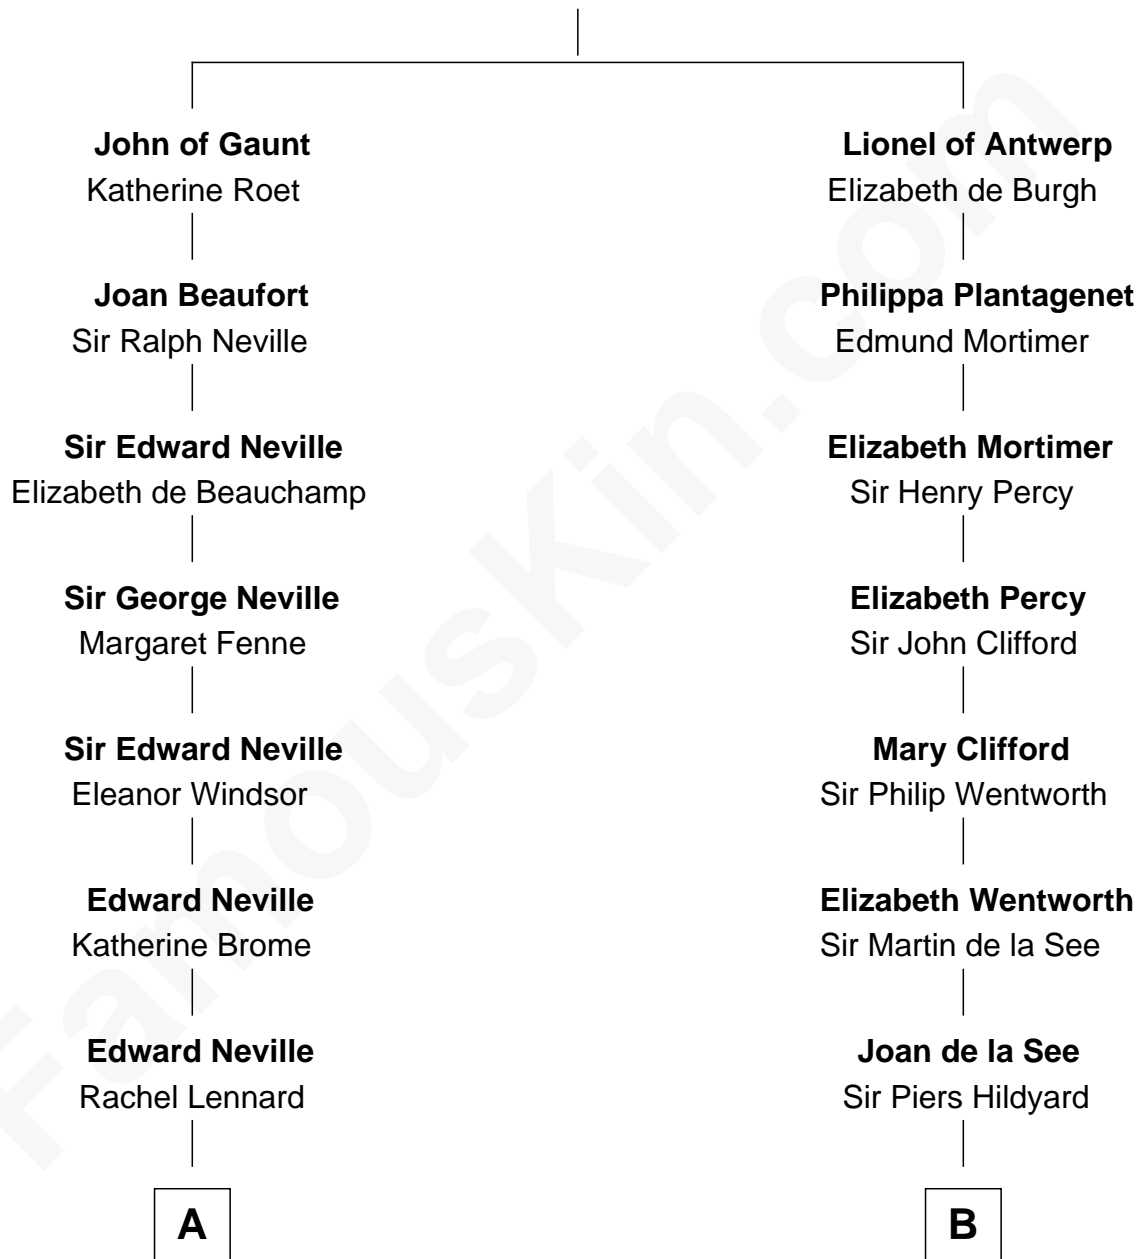 John of Gaunt
Katherine Roet
Joan Beaufort
Sir Ralph Neville
Sir Edward Neville
Elizabeth de Beauchamp
Sir George Neville
Margaret Fenne
Sir Edward Neville
Eleanor Windsor
Edward Neville
Katherine Brome
Edward Neville
Rachel Lennard
A
Lionel of Antwerp
Elizabeth de Burgh
Philippa Plantagenet
Edmund Mortimer
Elizabeth Mortimer
Sir Henry Percy
Elizabeth Percy
Sir John Clifford
Mary Clifford
Sir Philip Wentworth
Elizabeth Wentworth
Sir Martin de la See
Joan de la See
Sir Piers Hildyard
B
FamousKin.com